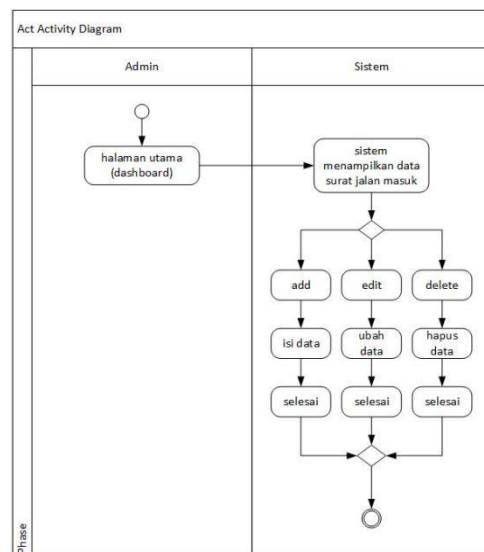 Act Activity Diagram
Admin
Sistem
halaman utama
(dashboard)
sistem
menampilkan data
surat jalan masuk
add
edit
delete
isi data
ubah
data
hapus
data
selesai
selesai
selesai
Phase